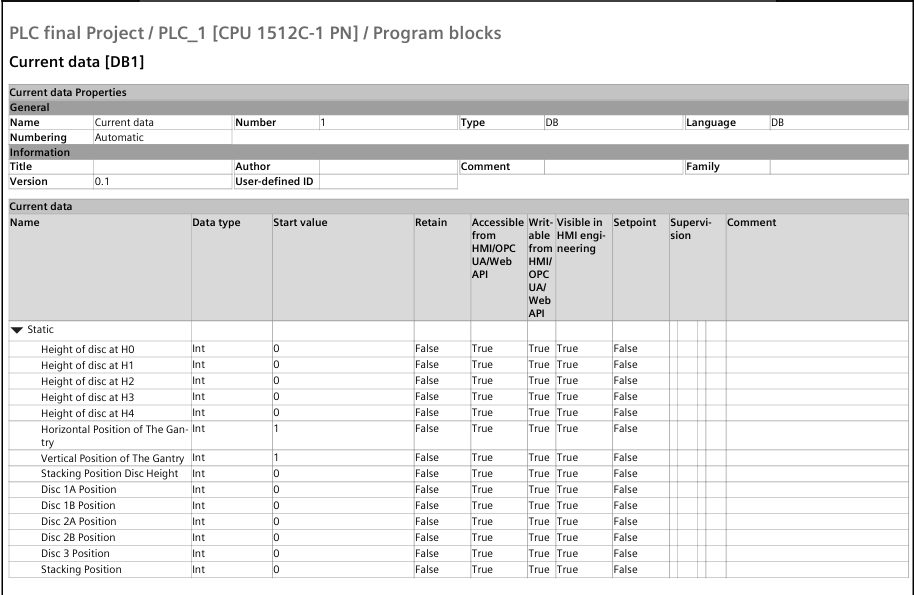 PLC final Project / PLC_1 [CPU 1512C-1 PN] / Program blocks
Current data [DB1]
Current data Properties
General
Name Current data Number 1 Type DB Language DB
Numbering Automatic
Information
Title Author Comment Family
Version 0.1 User-defined ID
Current data
Name Data type Start value Retain Accessible from HMI/OPC UA/Web API Writ-able from HMI/OPC UA/Web API Visible in HMI engi-neering Setpoint Supervi-sion Comment
Static
Height of disc at H0 Int 0 False True True True False
Height of disc at H1 Int 0 False True True True False
Height of disc at H2 Int 0 False True True True False
Height of disc at H3 Int 0 False True True True False
Height of disc at H4 Int 0 False True True True False
Horizontal Position of The Gan-try Int 1 False True True True False
Vertical Position of The Gantry Int 1 False True True True False
Stacking Position Disc Height Int 0 False True True True False
Disc 1A Position Int 0 False True True True False
Disc 1B Position Int 0 False True True True False
Disc 2A Position Int 0 False True True True False
Disc 2B Position Int 0 False True True True False
Disc 3 Position Int 0 False True True True False
Stacking Position Int 0 False True True True False